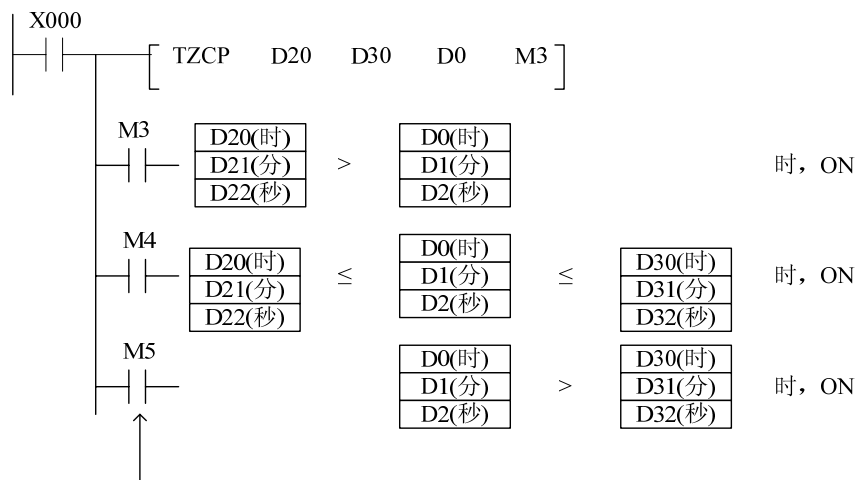 X000
TZCP D20 D30 D0 M3
M3
D20(时) D0(时)
D21(分) > D1(分) 时，ON
D22(秒) D2(秒)
M4
D20(时) D0(时) D30(时)
D21(分) ≤ D1(分) ≤ D31(分) 时，ON
D22(秒) D2(秒) D32(秒)
M5
D0(时) D30(时)
D1(分) > D31(分) 时，ON
D2(秒) D32(秒)